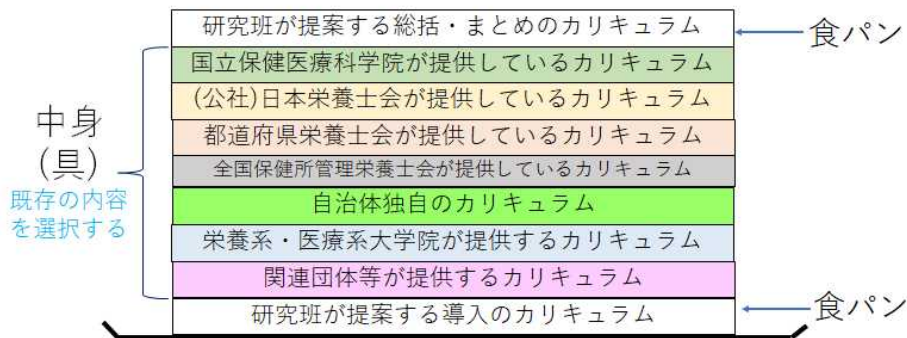 研究班が提案する総括・まとめのカリキュラム
食パン
国立保健医療科学院が提供しているカリキュラム
(公社)日本栄養士会が提供しているカリキュラム
都道府県栄養士会が提供しているカリキュラム
全国保健所管理栄養士会が提供しているカリキュラム
自治体独自のカリキュラム
栄養系・医療系大学院が提供するカリキュラム
関連団体等が提供するカリキュラム
中身
(具)
既存の内容
を選択する
研究班が提案する導入のカリキュラム
食パン